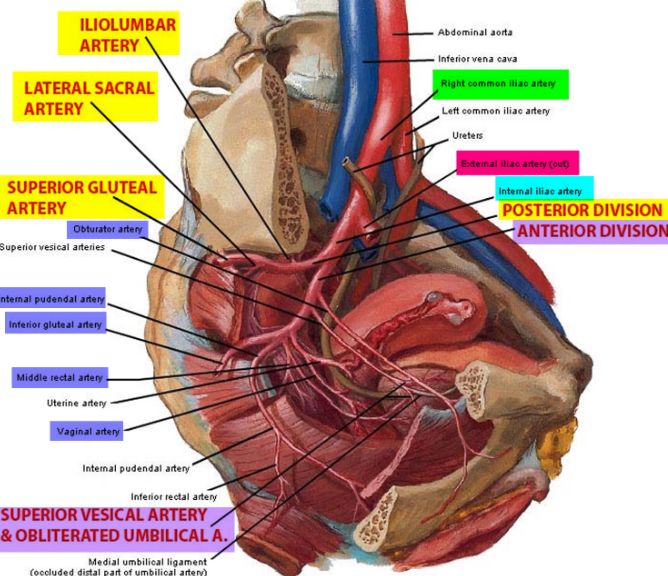 ILIOLUMBAR
ARTERY
LATERAL SACRAL
ARTERY
SUPERIOR GLUTEAL
ARTERY
Obturator artery
Superior vesical arteries
nternal pudendal artery
Inferior gluteal artery
Middle rectal artery
Uterine artery
Vaginal artery
Internal pudendal artery
Inferior rectal artery
SUPERIOR VESICAL ARTERY
& OBLITERATED UMBILICAL A.
Medial umbilical ligament
(occluded distal part of umbilical artery)
Abdominal aorta
Inferior vena cava
Right common iliac artery
Left common iliac artery
Ureters
External iliac artery (cut)
Internal iliac artery
POSTERIOR DIVISION
ANTERIOR DIVISION